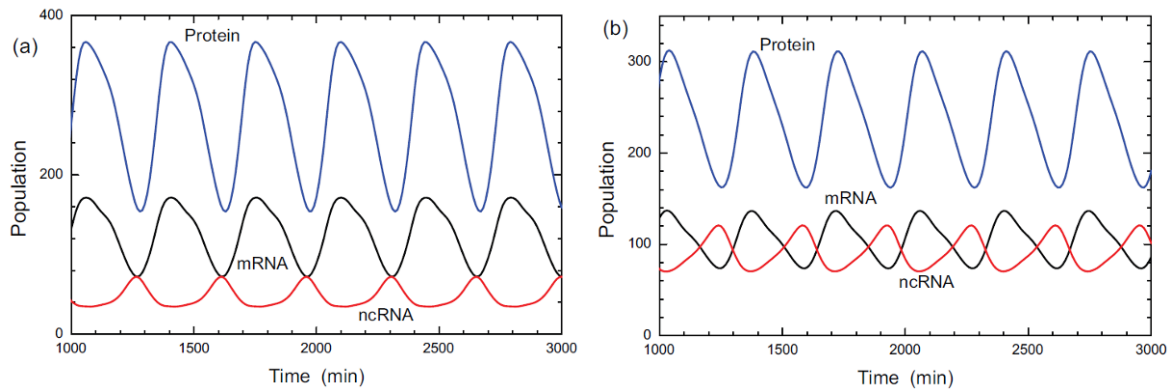 (a)
Protein
mRNA
ncRNA
400
200
0
Population
1000
1500
2000
2500
3000
Time (min)
(b)
Protein
mRNA
ncRNA
300
200
100
0
Population
1000
1500
2000
2500
3000
Time (min)